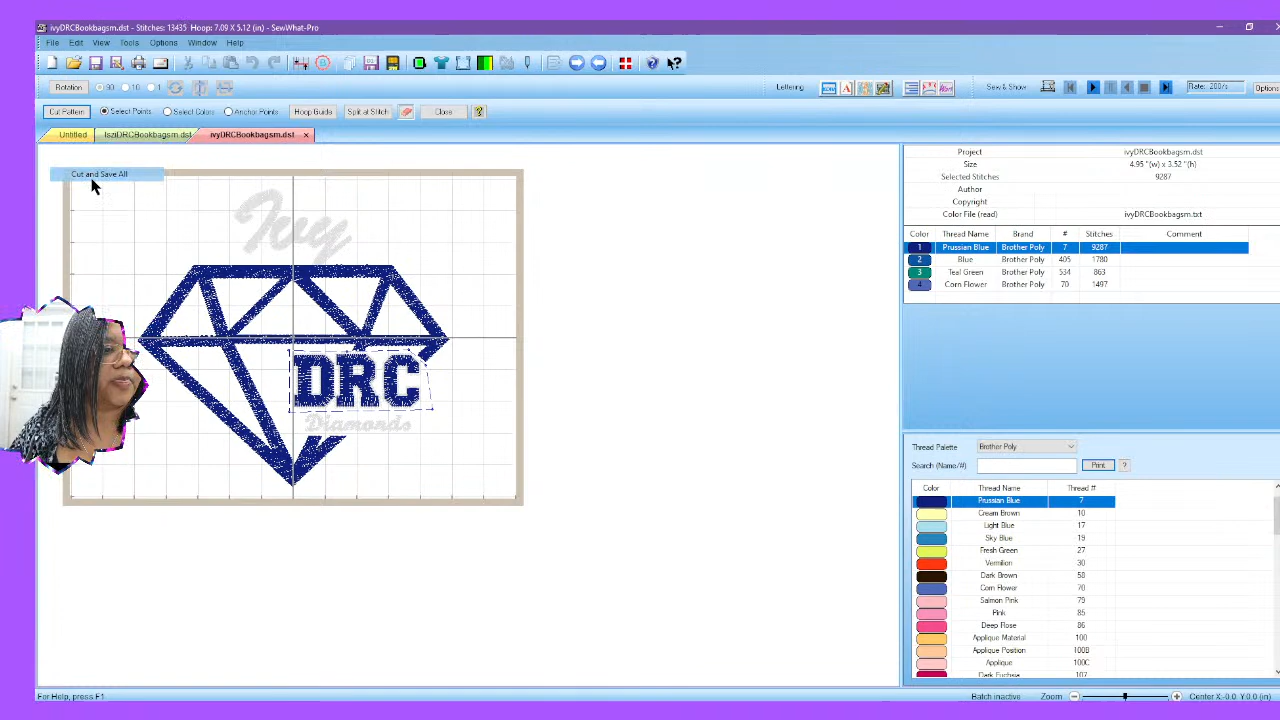 ivyDRCBookbagsm.dst - Stitches: 13435 Hoop: 7.09 X 5.12 (in) - SewWhat-Pro
File Edit View Tools Options Window Help
Rotation 90 10 1 Lettering Sew & Show Rate: 200/s Options
Cut Pattern Select Points Select Colors Anchor Points Hoop Guide Split at Stitch Close
Untitled IsziDRCBookbagsm.dst ivyDRCBookbagsm.dst x
Cut and Save All
Ivy
DRC
Diamonds
Project ivyDRCBookbagsm.dst
Size 4.95 "(w) x 3.52 "(h)
Selected Stitches 9287
Author
Copyright
Color File (read) ivyDRCBookbagsm.txt
Color Thread Name Brand # Stitches Comment
1 Prussian Blue Brother Poly 7 9287
2 Blue Brother Poly 405 1780
3 Teal Green Brother Poly 534 863
4 Corn Flower Brother Poly 70 1497
Thread Palette Brother Poly
Search (Name/#) Print ?
Color Thread Name Thread #
Prussian Blue 7
Cream Brown 10
Light Blue 17
Sky Blue 19
Fresh Green 27
Vermilion 30
Dark Brown 58
Corn Flower 70
Salmon Pink 79
Pink 85
Deep Rose 86
Applique Material 100
Applique Position 100B
Applique 100C
Dark Fuchsia 107
For Help, press F1 Batch inactive Zoom Center X:-0.0 Y:0.0 (in)